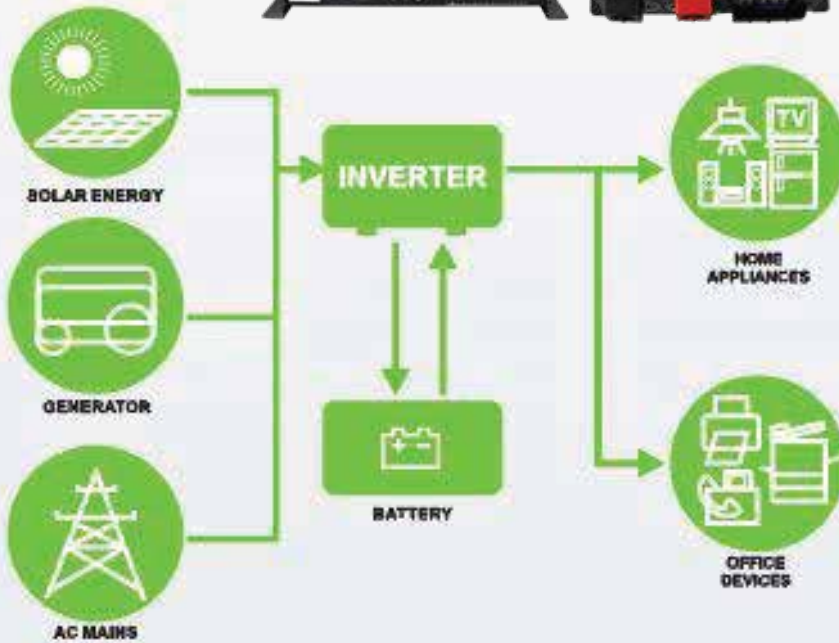 SOLAR ENERGY
GENERATOR
AC MAINS
INVERTER
+ -
BATTERY
TV
HOME
APPLIANCES
OFFICE
DEVICES